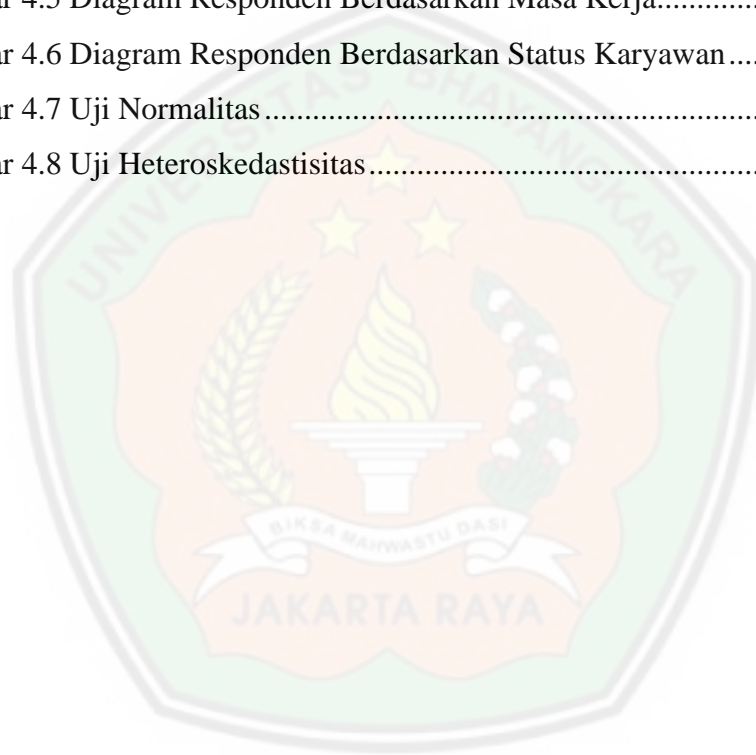 ar 4.5 Diagram Responden Berdasarkan Masa Kerja.............
ar 4.6 Diagram Responden Berdasarkan Status Karyawan....
ar 4.7 Uji Normalitas.....................................................
ar 4.8 Uji Heteroskedastisitas.........................................
UNIVERSITAS BHAYANGKARA
BIKSA MAHWASTU DASI
JAKARTA RAYA